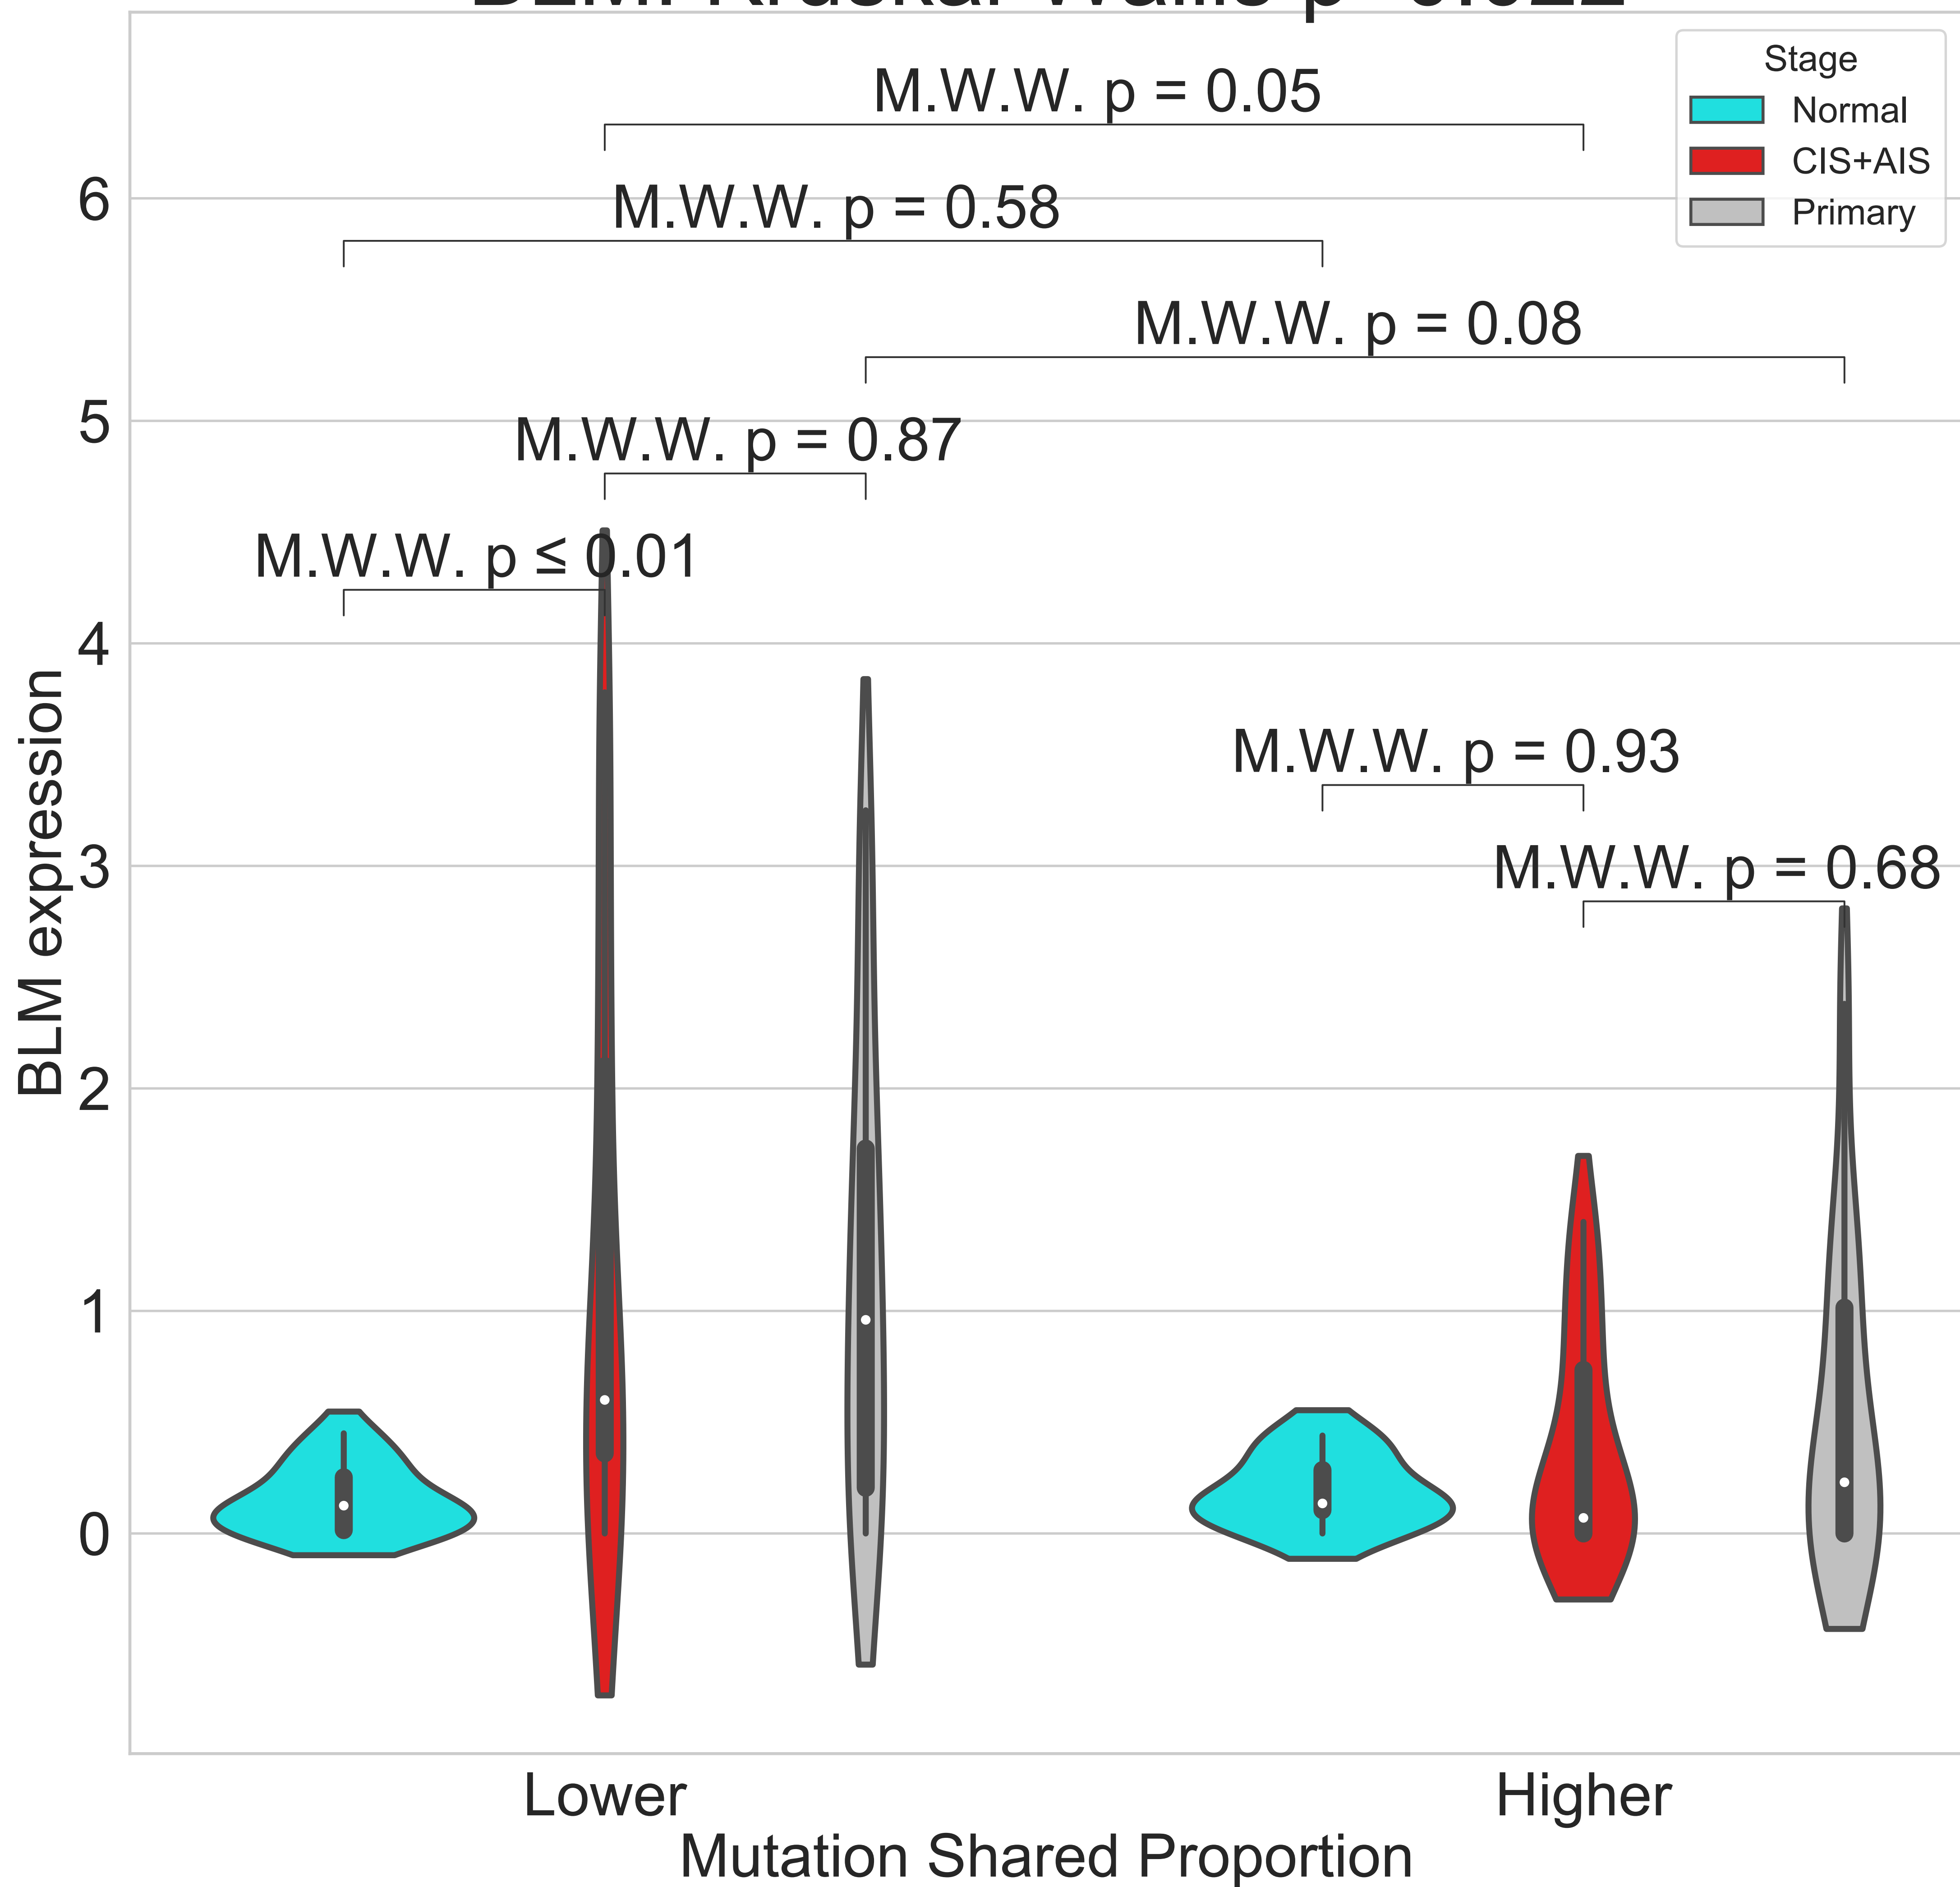 M.W.W. p = 0.05
M.W.W. p = 0.58
M.W.W. p = 0.08
M.W.W. p = 0.87
M.W.W. p ≤ 0.01
M.W.W. p = 0.93
M.W.W. p = 0.68
Stage
Normal
CIS+AIS
Primary
BLM expression
6
5
4
3
2
1
0
Lower
Higher
Mutation Shared Proportion